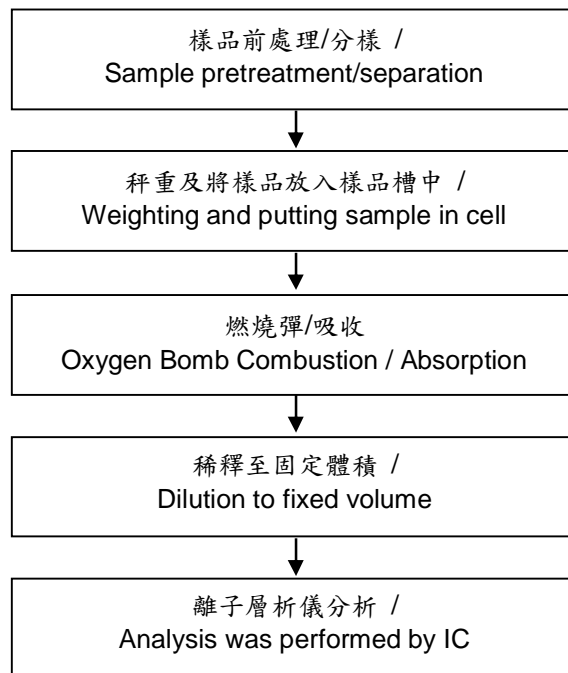 樣品前處理/分樣 /
Sample pretreatment/separation
秤重及將樣品放入樣品槽中 /
Weighting and putting sample in cell
燃燒彈/吸收
Oxygen Bomb Combustion / Absorption
稀釋至固定體積 /
Dilution to fixed volume
離子層析儀分析 /
Analysis was performed by IC